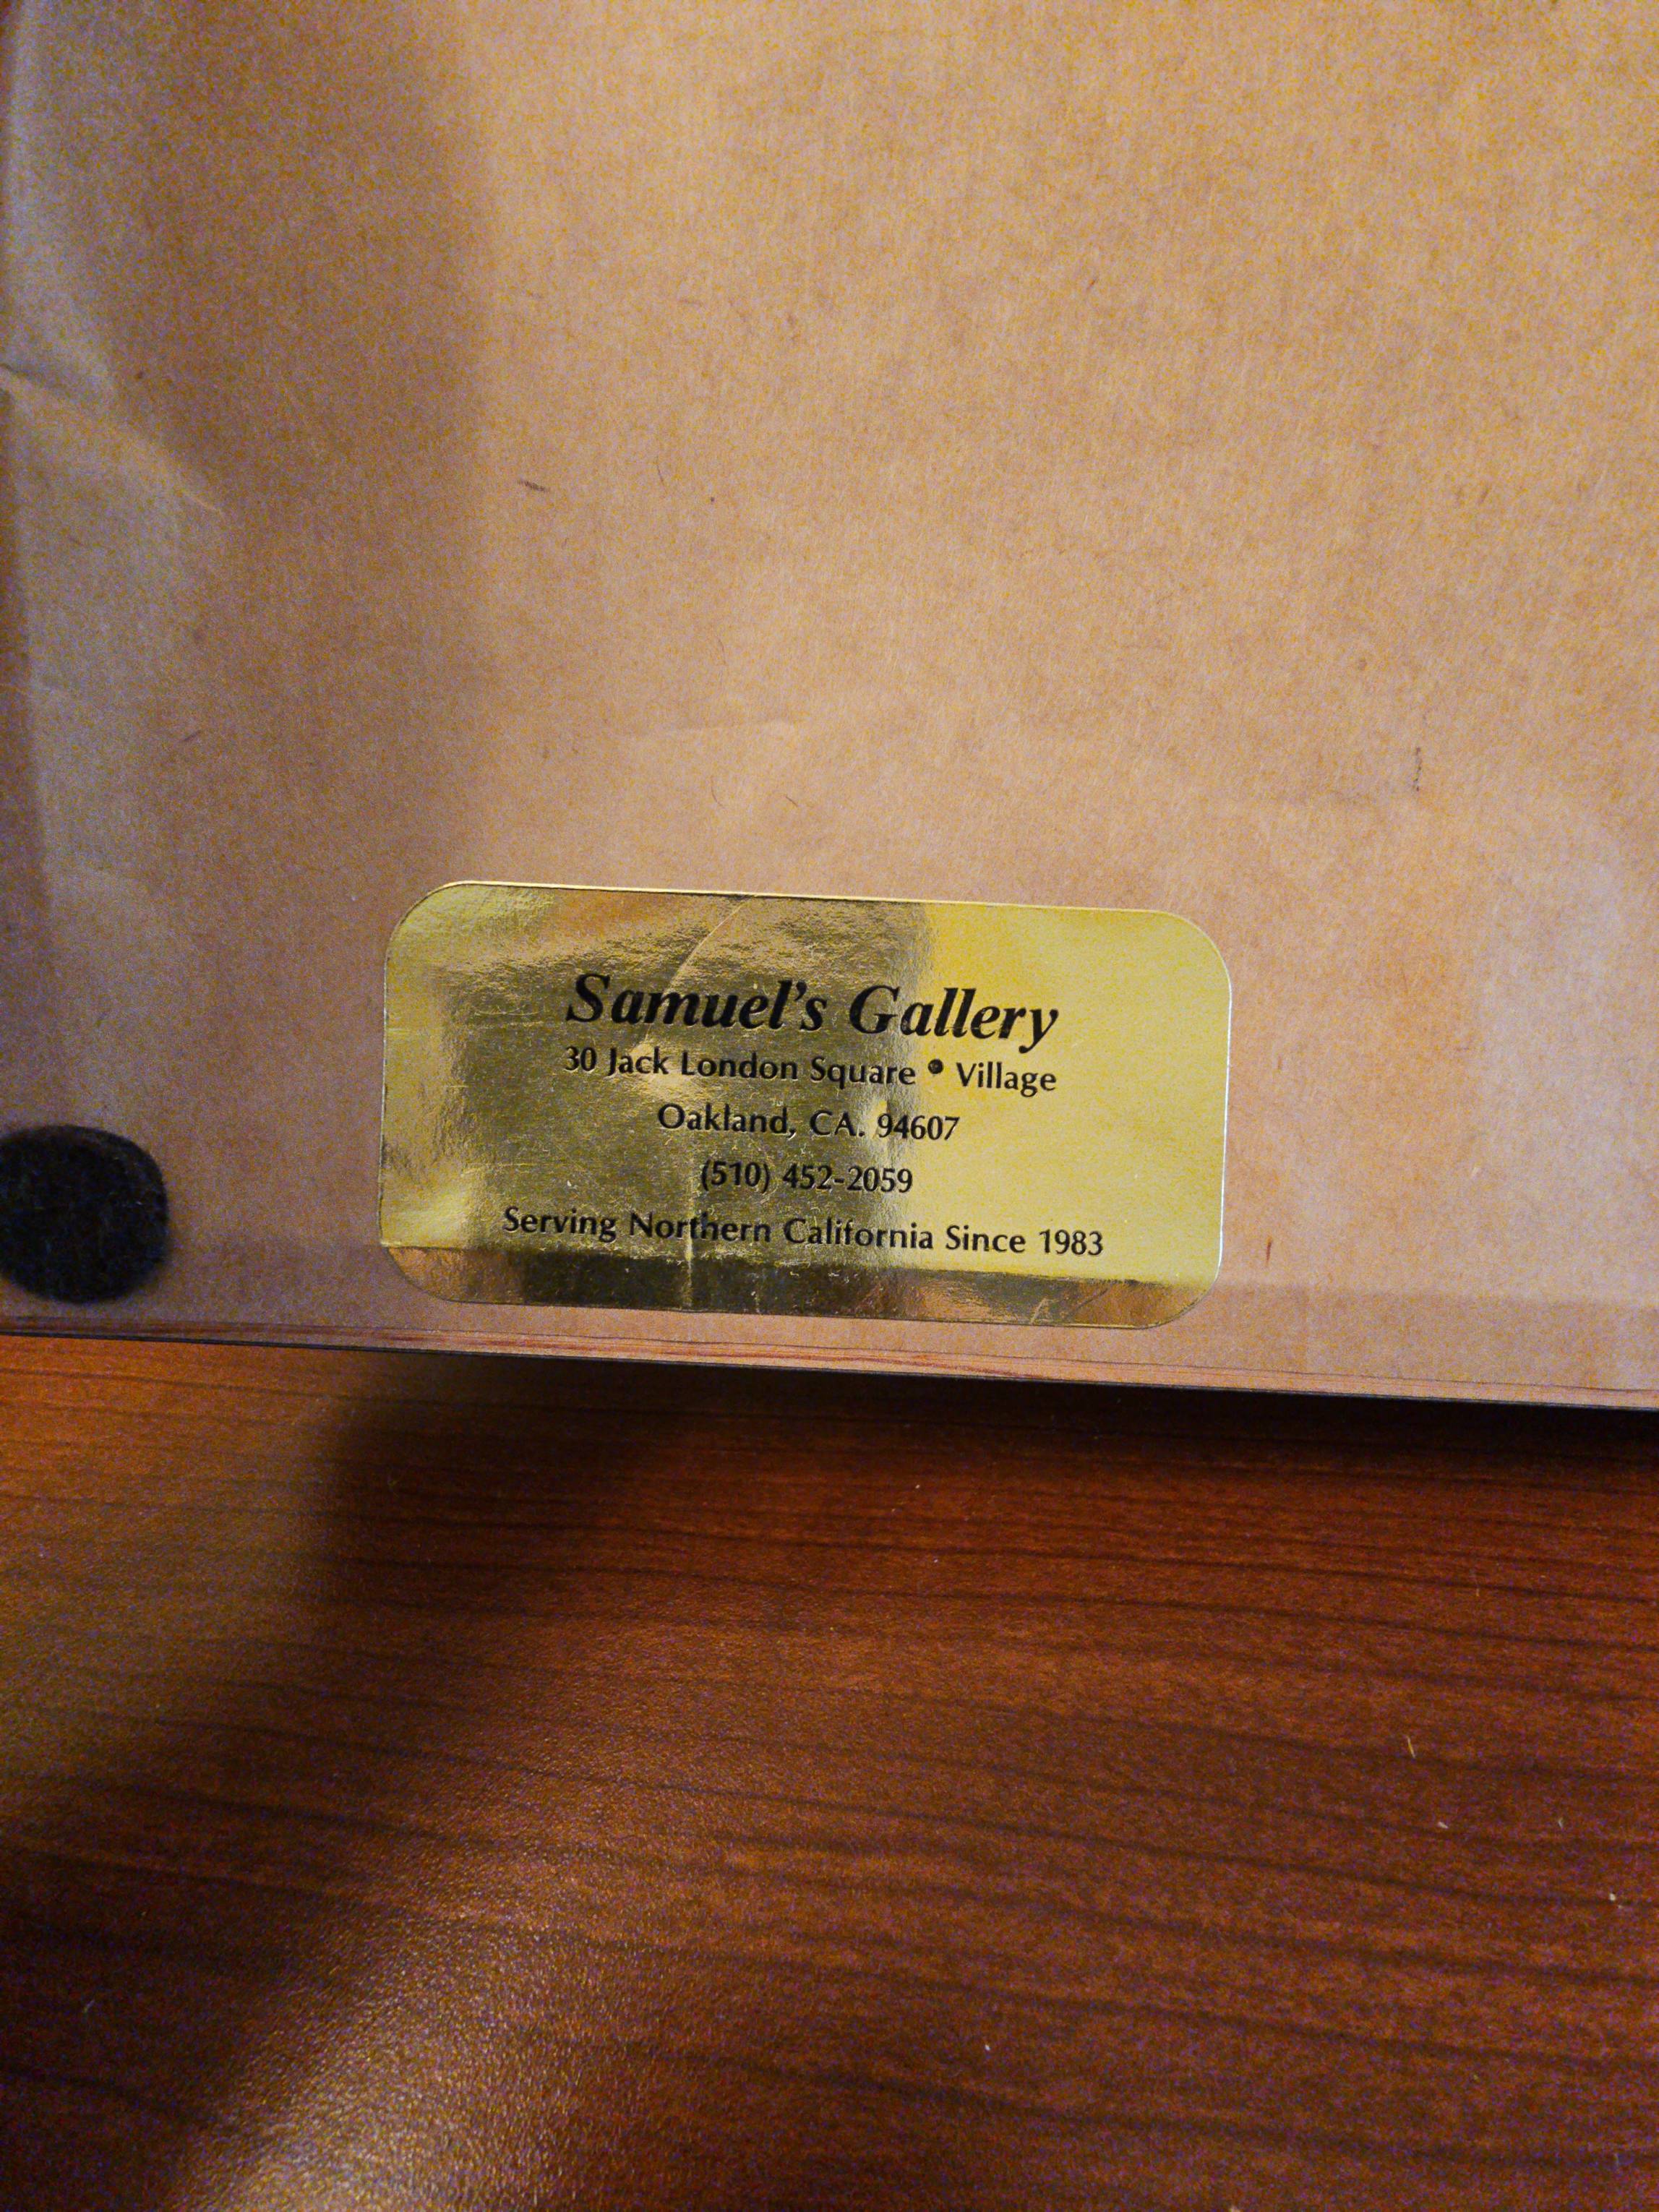 Samuel's Gallery
30 Jack London Square • Village
Oakland, CA. 94607
(510) 452-2059
Serving Northern California Since 1983